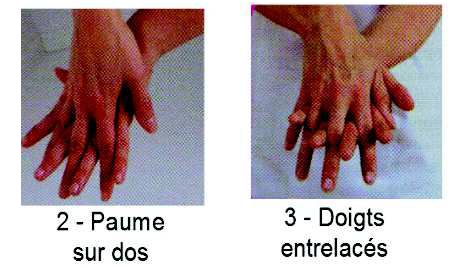 2 - Paume
sur dos
3 - Doigts
entrelacés